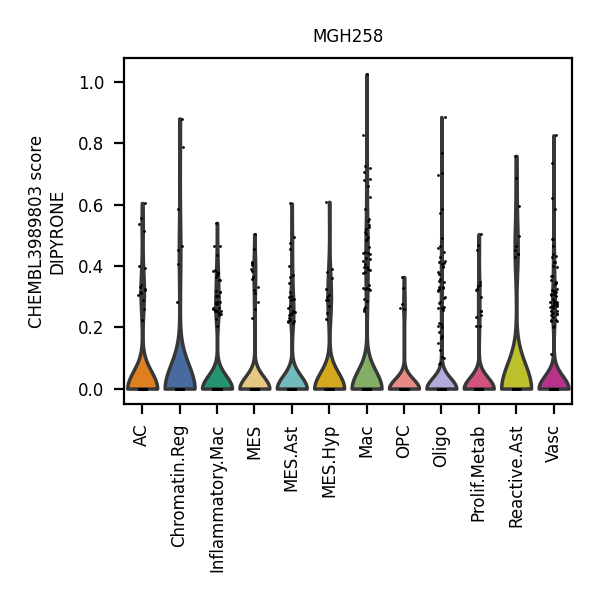 MGH258
CHEMBL3989803 score
DIPYRONE
1.0
0.8
0.6
0.4
0.2
0.0
AC
Chromatin.Reg
Inflammatory.Mac
MES
MES.Ast
MES.Hyp
Mac
OPC
Oligo
Prolif.Metab
Reactive.Ast
Vasc